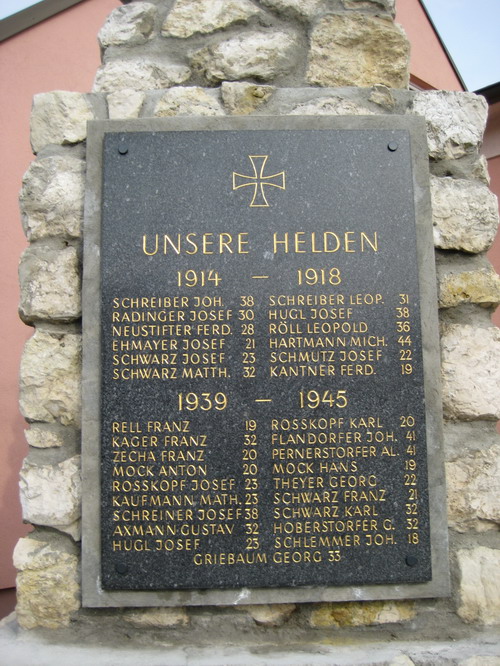 UNSERE HELDEN
1914 — 1918
SCHREIBER JOH. 38 SCHREIBER LEOP. 31
RADINGER JOSEF 30 HUGL JOSEF 38
NEUSTIFTER FERD. 28 RÖLL LEOPOLD 36
EHMAYER JOSEF 21 HARTMANN MICH. 44
SCHWARZ JOSEF 23 SCHMUTZ JOSEF 22
SCHWARZ MATTH. 32 KANTNER FERD. 19
1939 — 1945
RELL FRANZ 19 ROSSKOPF KARL 20
KAGER FRANZ 32 FLANDORFER JOH. 41
ZECHA FRANZ 20 PERNERSTORFER AL. 41
MOCK ANTON 20 MOCK HANS 19
ROSSKOPF JOSEF 23 THEYER GEORG 22
KAUFMANN MATH. 23 SCHWARZ FRANZ 21
SCHREINER JOSEF 38 SCHWARZ KARL 32
AXMANN GUSTAV 32 HOBERSTORFER G. 32
HUGL JOSEF 23 SCHLEMMER JOH. 18
GRIEBAUM GEORG 33